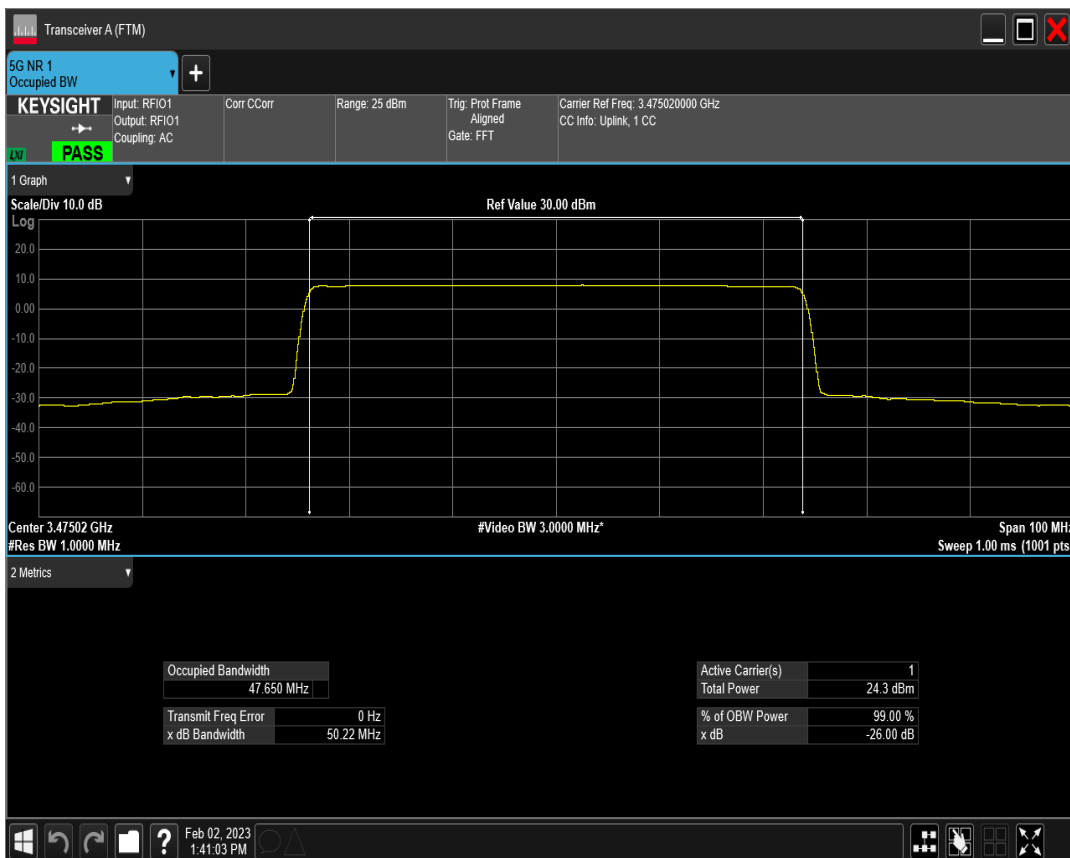 Transceiver A (FTM)
5G NR 1
Occupied BW
+
KEYSIGHT
LXI
PASS
Input: RFIO1
Output: RFIO1
Coupling: AC
Corr CCorr
Range: 25 dBm
Trig: Prot Frame
Aligned
Gate: FFT
Carrier Ref Freq: 3.475020000 GHz
CC Info: Uplink, 1 CC
1 Graph
Scale/Div 10.0 dB
Ref Value 30.00 dBm
Log
20.0
10.0
0.00
-10.0
-20.0
-30.0
-40.0
-50.0
-60.0
Center 3.47502 GHz
#Video BW 3.0000 MHz*
Span 100 MHz
#Res BW 1.0000 MHz
Sweep 1.00 ms (1001 pts
2 Metrics
Occupied Bandwidth
47.650 MHz
Transmit Freq Error 0 Hz
x dB Bandwidth 50.22 MHz
Active Carrier(s) 1
Total Power 24.3 dBm
% of OBW Power 99.00 %
x dB -26.00 dB
?
Feb 02, 2023
1:41:03 PM